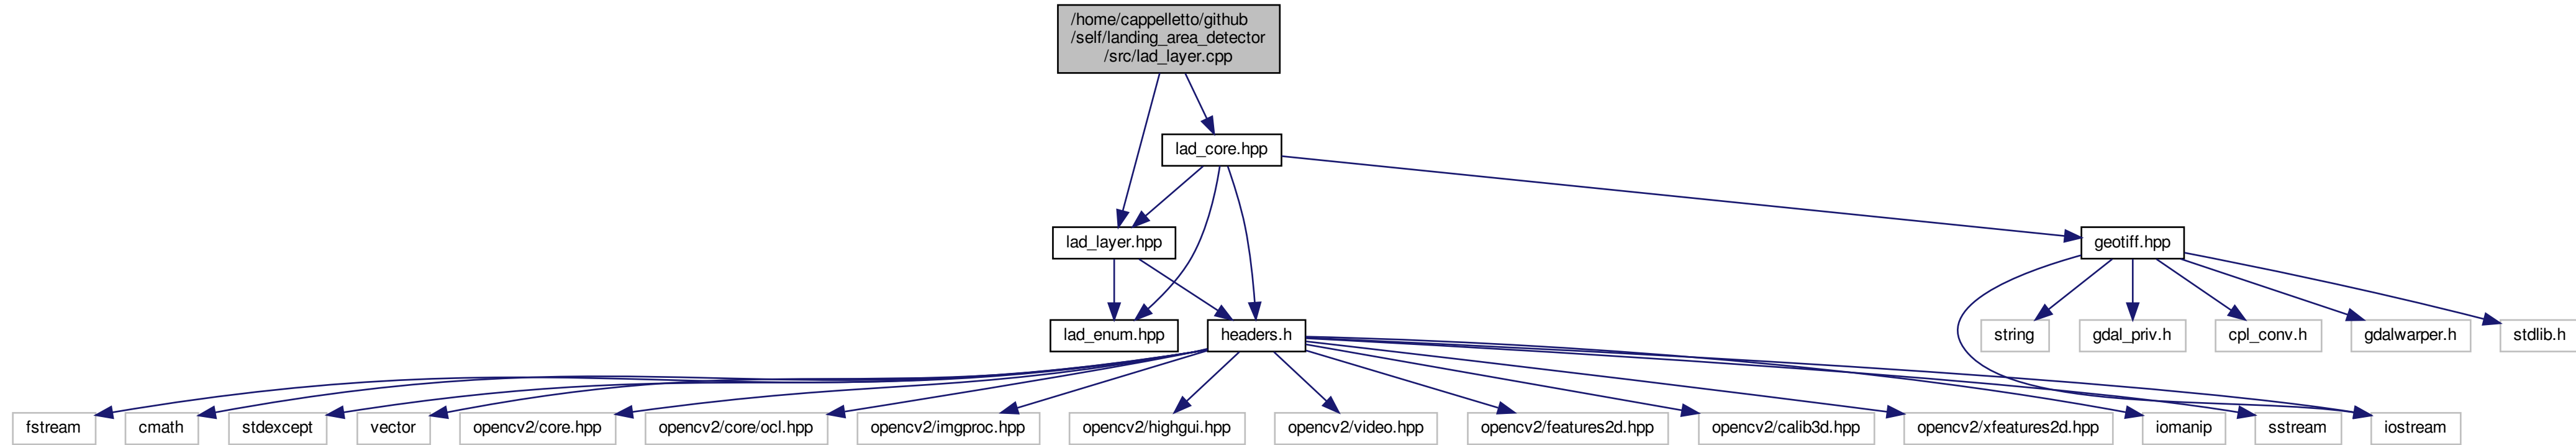 /home/cappelletto/github
/self/landing_area_detector
/src/lad_layer.cpp
lad_core.hpp
lad_layer.hpp
geotiff.hpp
lad_enum.hpp
headers.h
string
gdal_priv.h
cpl_conv.h
gdalwarper.h
stdlib.h
fstream
cmath
stdexcept
vector
opencv2/core.hpp
opencv2/core/ocl.hpp
opencv2/imgproc.hpp
opencv2/highgui.hpp
opencv2/video.hpp
opencv2/features2d.hpp
opencv2/calib3d.hpp
opencv2/xfeatures2d.hpp
iomanip
sstream
iostream